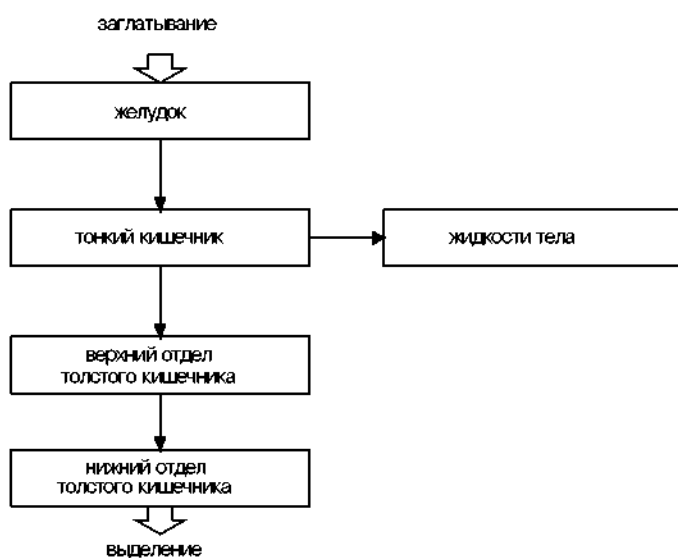 заглатывание
желудок
тонкий кишечник
жидкости тела
верхний отдел
толстого кишечника
нижний отдел
толстого кишечника
выделение